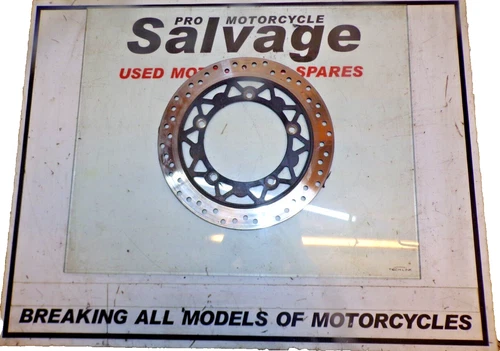 PRO MOTORCYCLE
Salvage
USED MOT SPARES
BREAKING ALL MODELS OF MOTORCYCLES